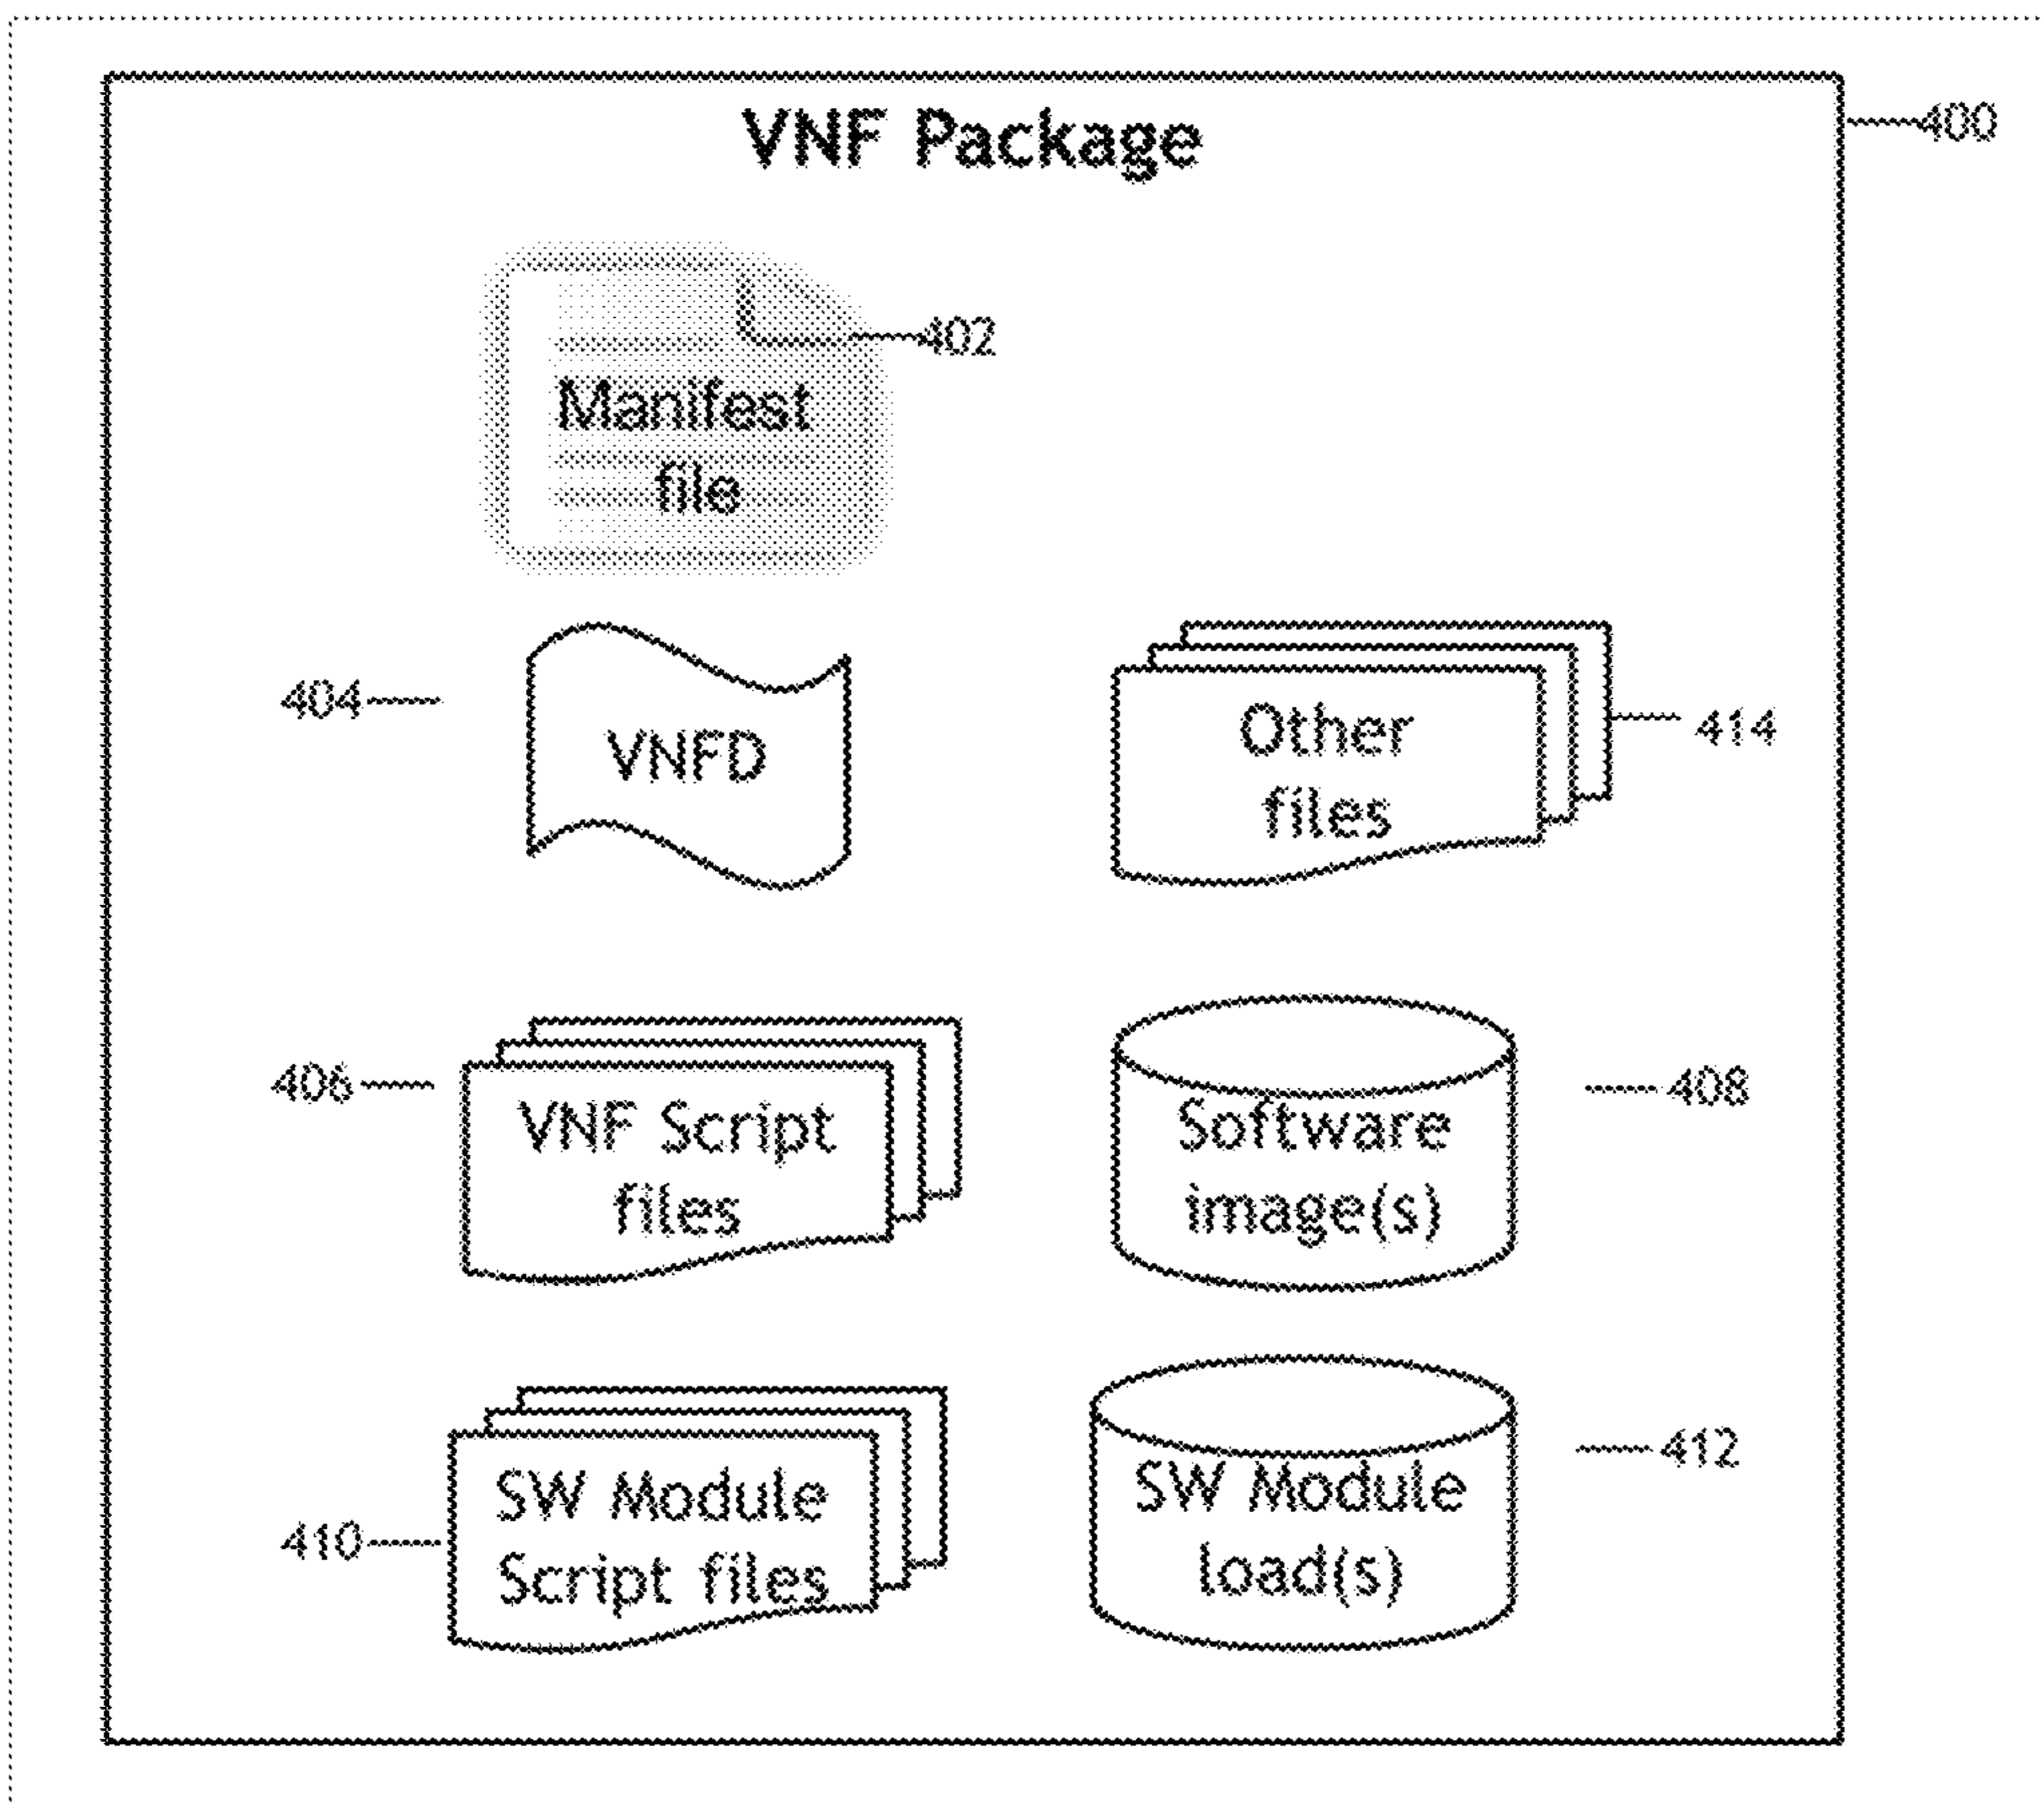 VNF Package
400
402
Manifest
file
404
VNFD
Other
files
414
406
VNF Script
files
Software
image(s)
408
410
SW Module
Script files
SW Module
load(s)
412